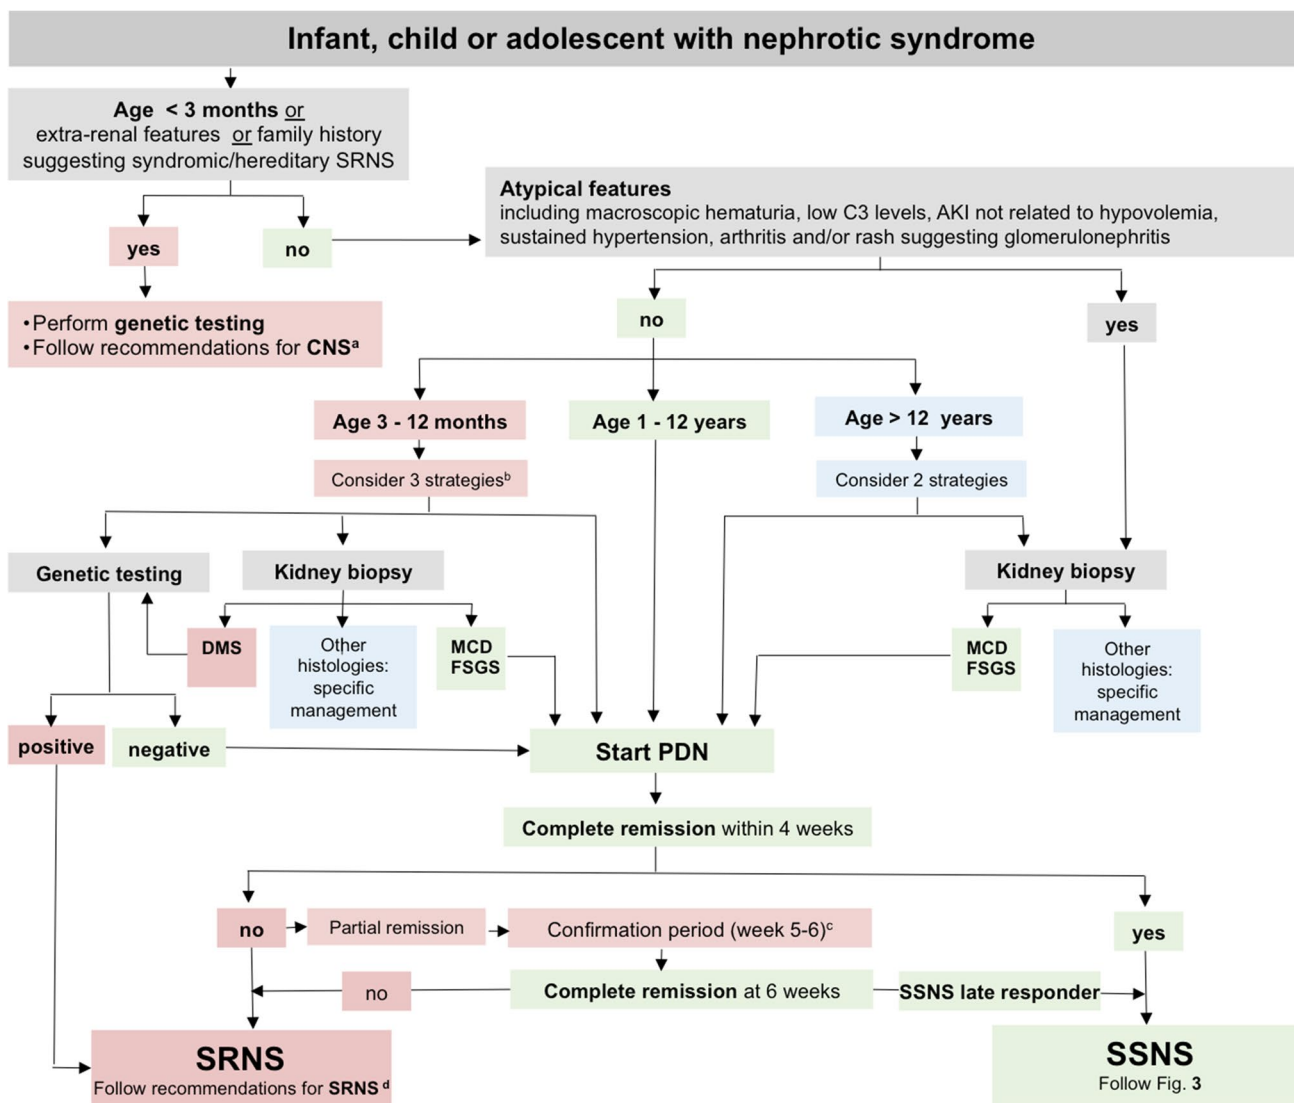 Infant, child or adolescent with nephrotic syndrome
Age < 3 months or
extra-renal features or family history
suggesting syndromic/hereditary SRNS
yes
no
•Perform genetic testing
•Follow recommendations for CNSᵃ
Atypical features
including macroscopic hematuria, low C3 levels, AKI not related to hypovolemia,
sustained hypertension, arthritis and/or rash suggesting glomerulonephritis
no
yes
Age 3 - 12 months
Age 1 - 12 years
Age > 12 years
Consider 3 strategiesᵇ
Consider 2 strategies
Genetic testing
Kidney biopsy
Kidney biopsy
DMS
Other
histologies:
specific
management
MCD
FSGS
MCD
FSGS
Other
histologies:
specific
management
positive
negative
Start PDN
Complete remission within 4 weeks
no
Partial remission
Confirmation period (week 5-6)ᶜ
yes
no
Complete remission at 6 weeks
SSNS late responder
SRNS
Follow recommendations for SRNS ᵈ
SSNS
Follow Fig. 3